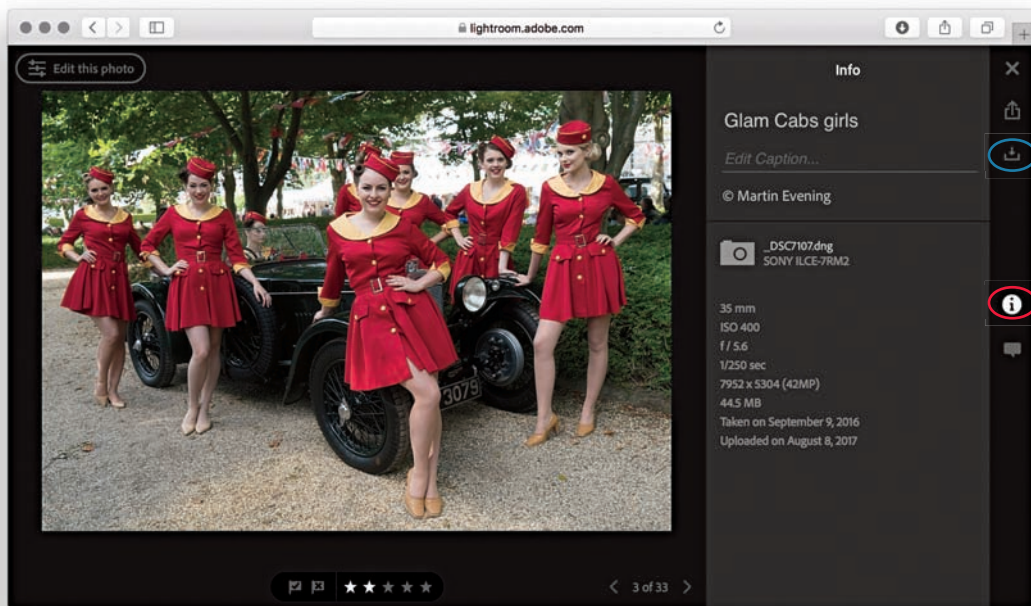 lightroom.adobe.com
Edit this photo
Info
Glam Cabs girls
Edit Caption...
© Martin Evening
_DSC7107.dng
SONY ILCE-7RM2
35 mm
ISO 400
f / 5.6
1/250 sec
7952 x 5304 (42MP)
44.5 MB
Taken on September 9, 2016
Uploaded on August 8, 2017
3079
3 of 33